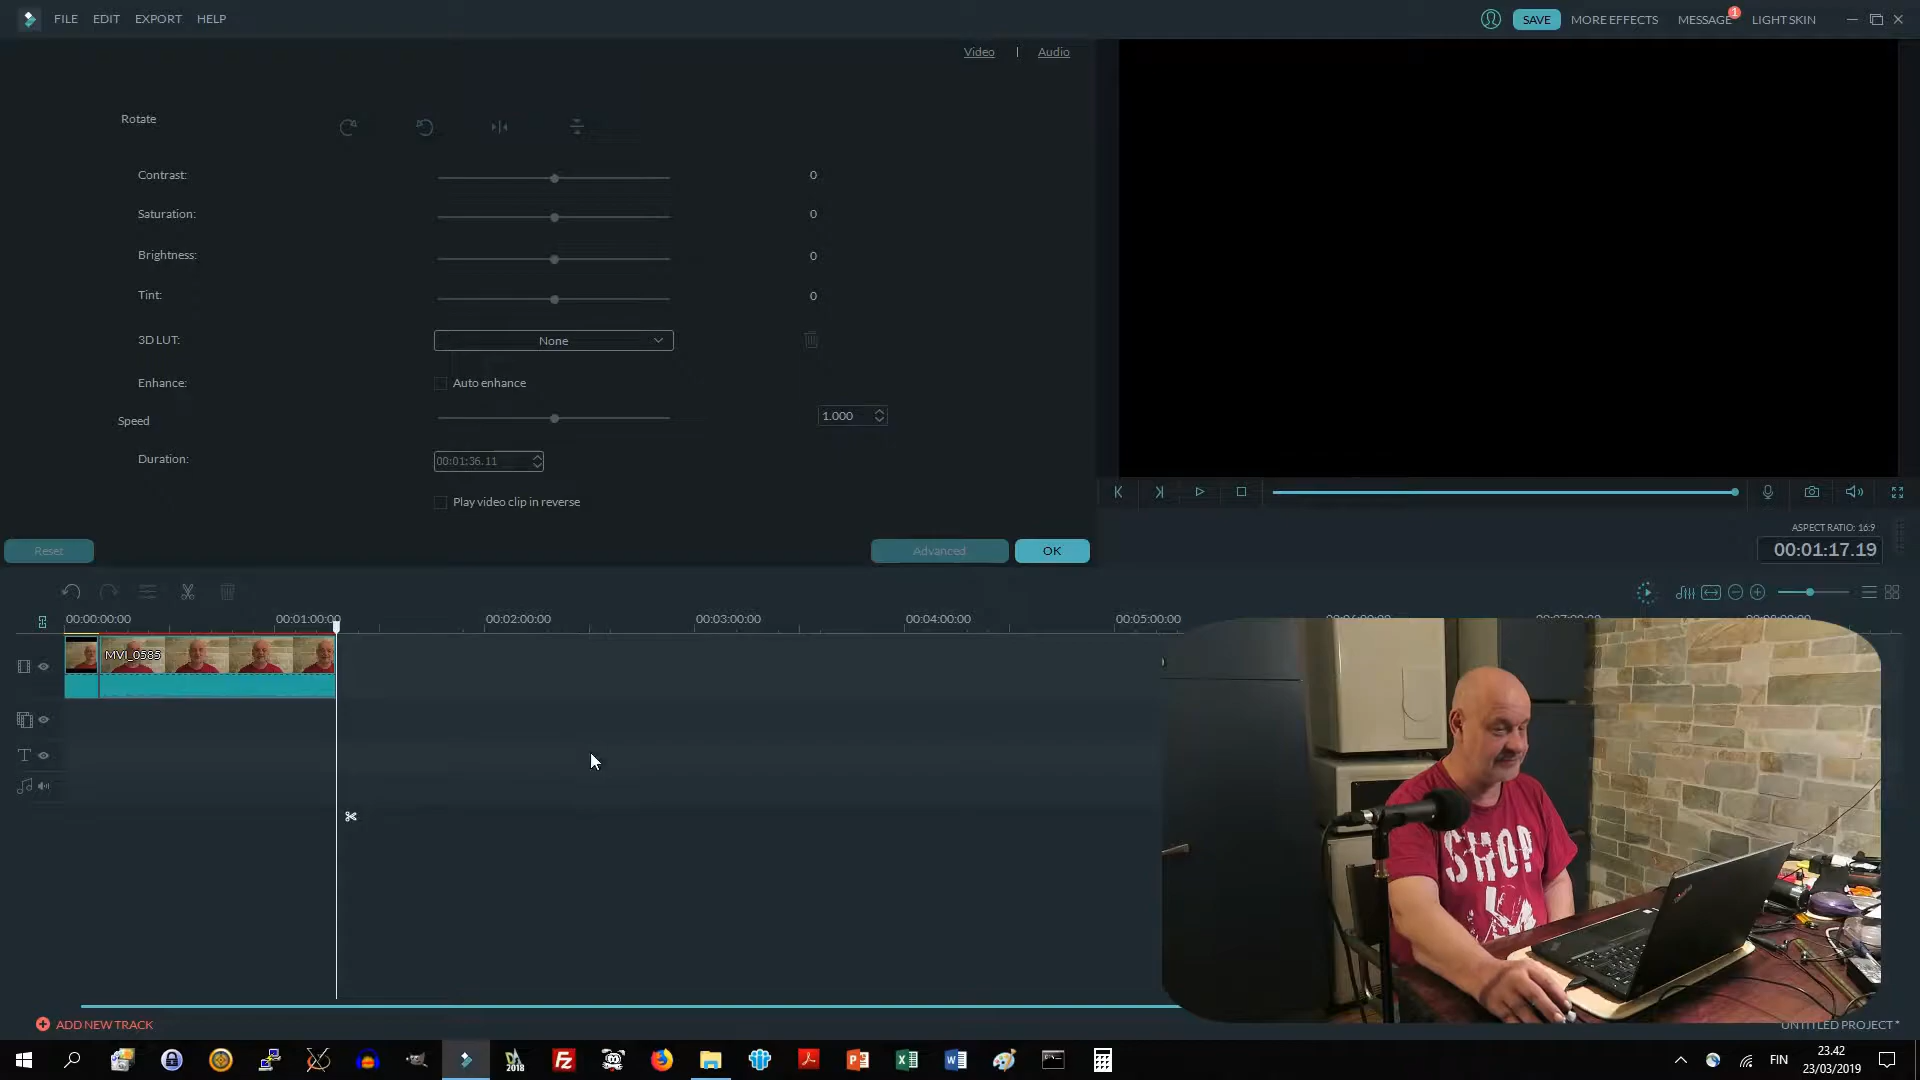 FILE EDIT EXPORT HELP
SAVE MORE EFFECTS MESSAGE 1 LIGHT SKIN
Video | Audio
Rotate
Contrast: 0
Saturation: 0
Brightness: 0
Tint: 0
3D LUT: None
Enhance: Auto enhance
Speed 1.000
Duration: 00:01:36.11
Play video clip in reverse
Reset Advanced OK
ASPECT RATIO: 16:9
00:01:17.19
00:00:00:00 00:01:00:00 00:02:00:00 00:03:00:00 00:04:00:00 00:05:00:00
MVI_0585
SHOP
ADD NEW TRACK
UNTITLED PROJECT*
2018
FIN
23.42
23/03/2019